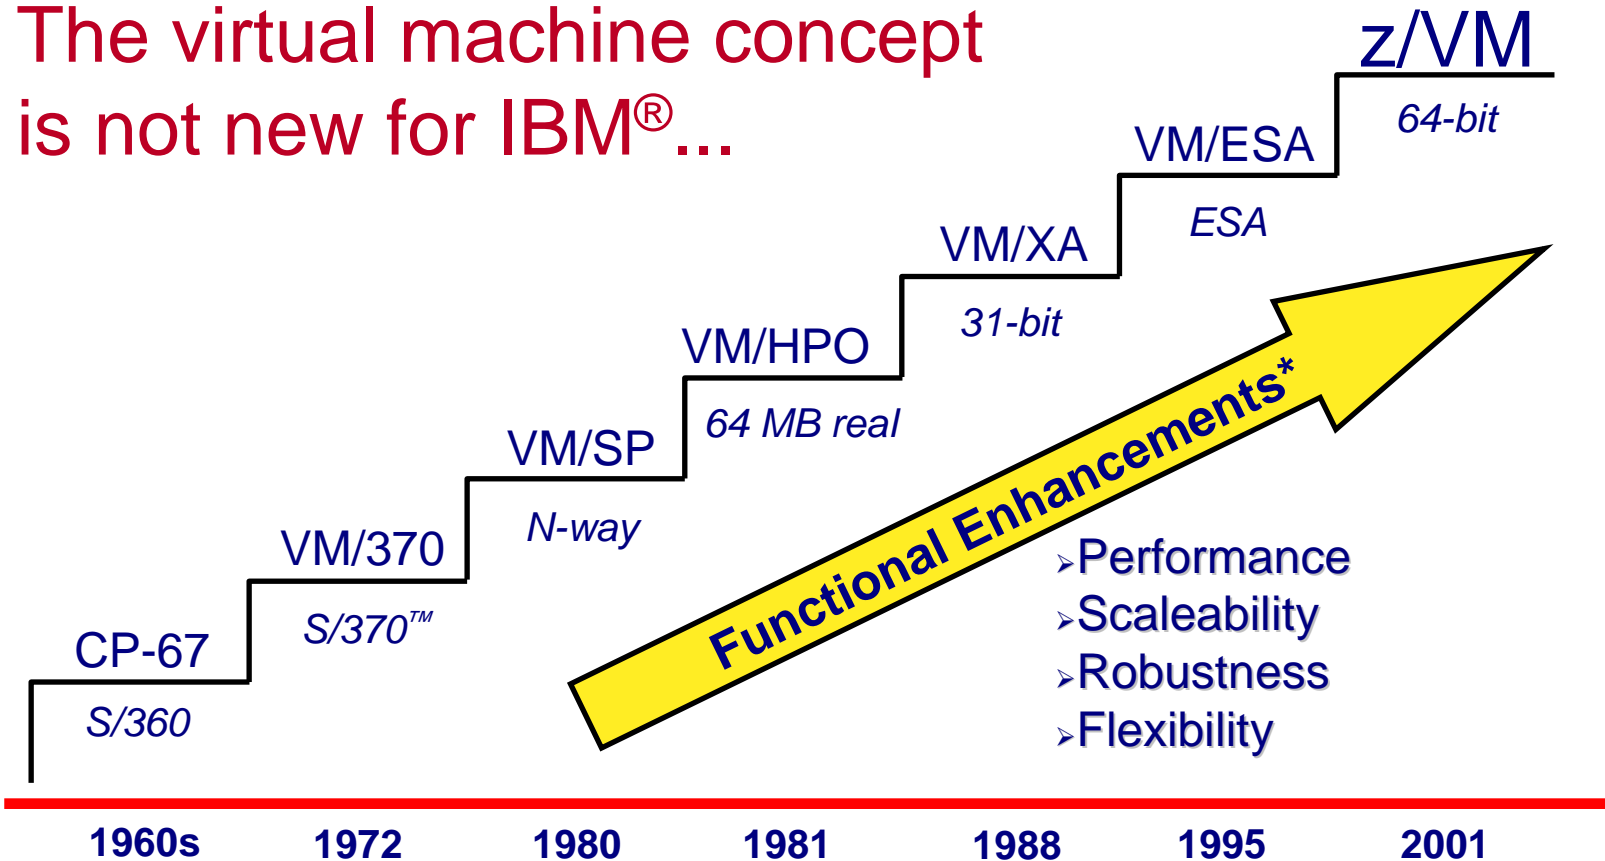 The virtual machine concept
is not new for IBM®...
z/VM
64-bit
VM/ESA
ESA
VM/XA
31-bit
VM/HPO
64 MB real
VM/SP
N-way
VM/370
S/370™
CP-67
S/360
Functional Enhancements*
➢Performance
➢Scaleability
➢Robustness
➢Flexibility
1960s 1972 1980 1981 1988 1995 2001